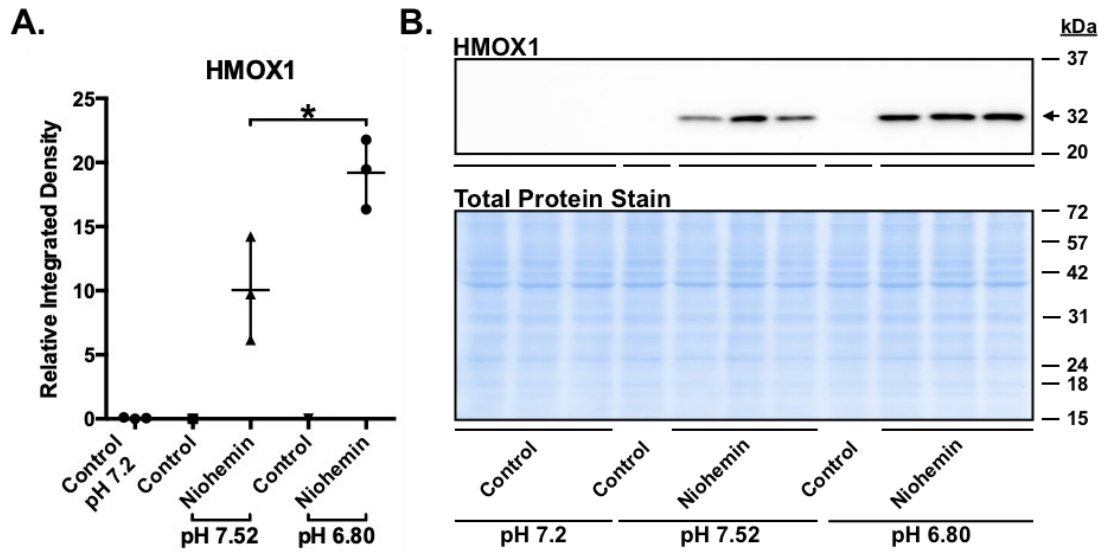 A.
HMOX1
Relative Integrated Density
25
20
15
10
5
0
*
Control
pH 7.2
Control
Niohemin
Control
Niohemin
pH 7.52
pH 6.80
B.
kDa
HMOX1
37
32
20
Total Protein Stain
72
57
42
31
24
18
15
Control
Control
Niohemin
Control
Niohemin
pH 7.2
pH 7.52
pH 6.80